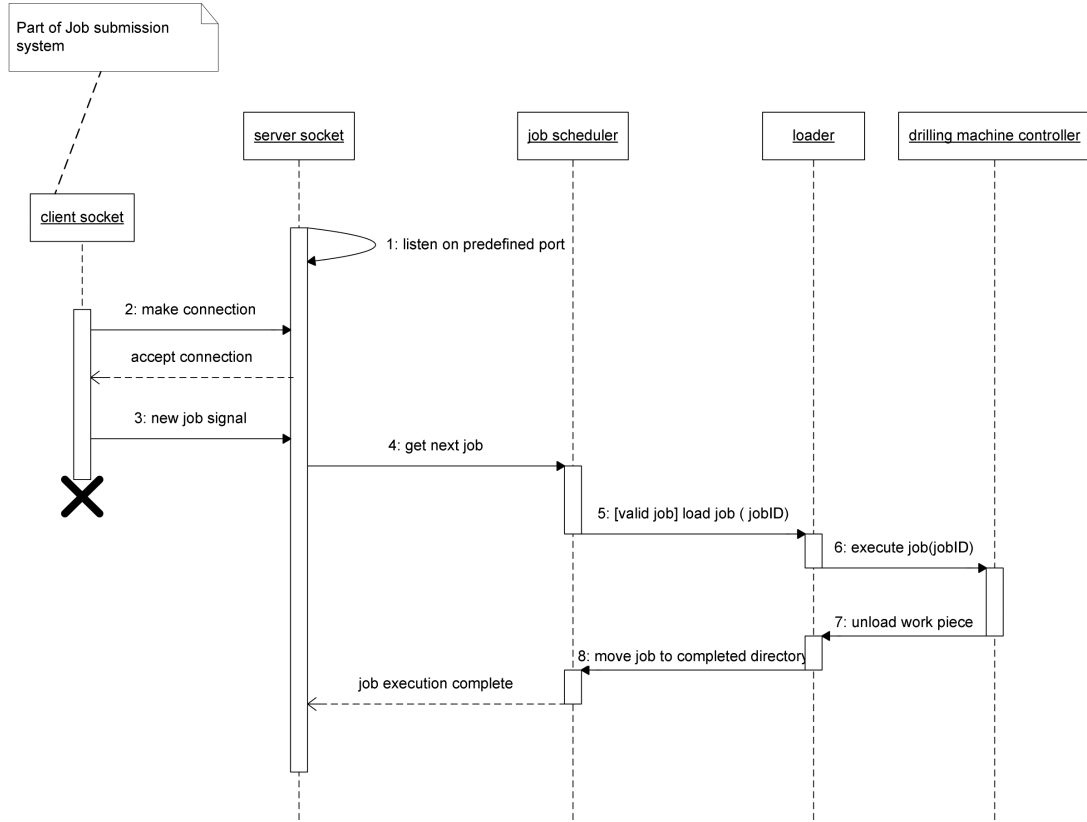 Part of Job submission
system
server socket
job scheduler
loader
drilling machine controller
client socket
1: listen on predefined port
2: make connection
accept connection
3: new job signal
4: get next job
5: [valid job] load job ( jobID)
6: execute job(jobID)
7: unload work piece
8: move job to completed directory
job execution complete